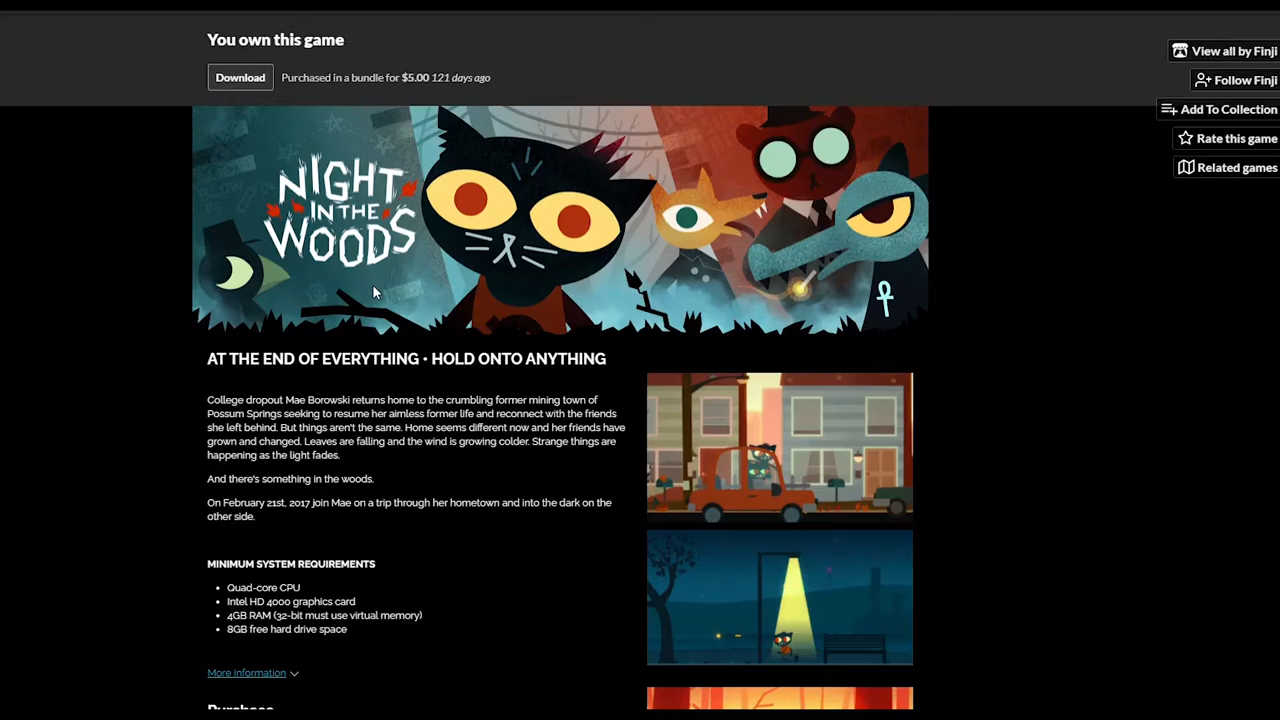 You own this game
Download
Purchased in a bundle for $5.00 121 days ago
View all by Finji
Follow Finji
Add To Collection
Rate this game
Related games
NIGHT
IN THE
WOODS
AT THE END OF EVERYTHING • HOLD ONTO ANYTHING
College dropout Mae Borowski returns home to the crumbling former mining town of
Possum Springs seeking to resume her aimless former life and reconnect with the friends
she left behind. But things aren't the same. Home seems different now and her friends have
grown and changed. Leaves are falling and the wind is growing colder. Strange things are
happening as the light fades.
And there's something in the woods.
On February 21st, 2017 join Mae on a trip through her hometown and into the dark on the
other side.
MINIMUM SYSTEM REQUIREMENTS
• Quad-core CPU
• Intel HD 4000 graphics card
• 4GB RAM (32-bit must use virtual memory)
• 8GB free hard drive space
More information
Purchase